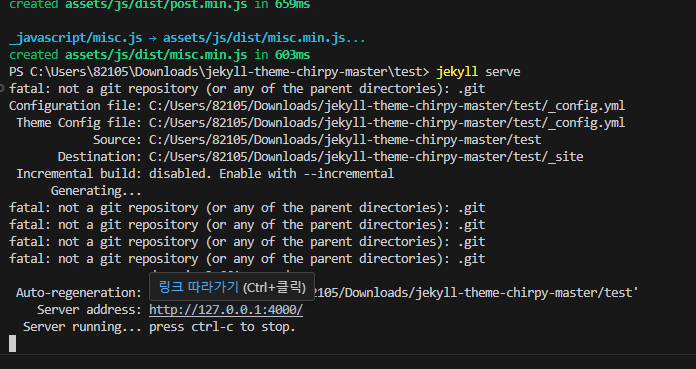 created assets/js/dist/post.min.js in 659ms
_javascript/misc.js → assets/js/dist/misc.min.js...
created assets/js/dist/misc.min.js in 603ms
PS C:\Users\82105\Downloads\jekyll-theme-chirpy-master\test> jekyll serve
fatal: not a git repository (or any of the parent directories): .git
Configuration file: C:/Users/82105/Downloads/jekyll-theme-chirpy-master/test/_config.yml
Theme Config file: C:/Users/82105/Downloads/jekyll-theme-chirpy-master/test/_config.yml
Source: C:/Users/82105/Downloads/jekyll-theme-chirpy-master/test
Destination: C:/Users/82105/Downloads/jekyll-theme-chirpy-master/test/_site
Incremental build: disabled. Enable with --incremental
Generating...
fatal: not a git repository (or any of the parent directories): .git
fatal: not a git repository (or any of the parent directories): .git
fatal: not a git repository (or any of the parent directories): .git
fatal: not a git repository (or any of the parent directories): .git
링크 따라가기 (Ctrl+클릭)
Auto-regeneration: 2105/Downloads/jekyll-theme-chirpy-master/test'
Server address: http://127.0.0.1:4000/
Server running... press ctrl-c to stop.